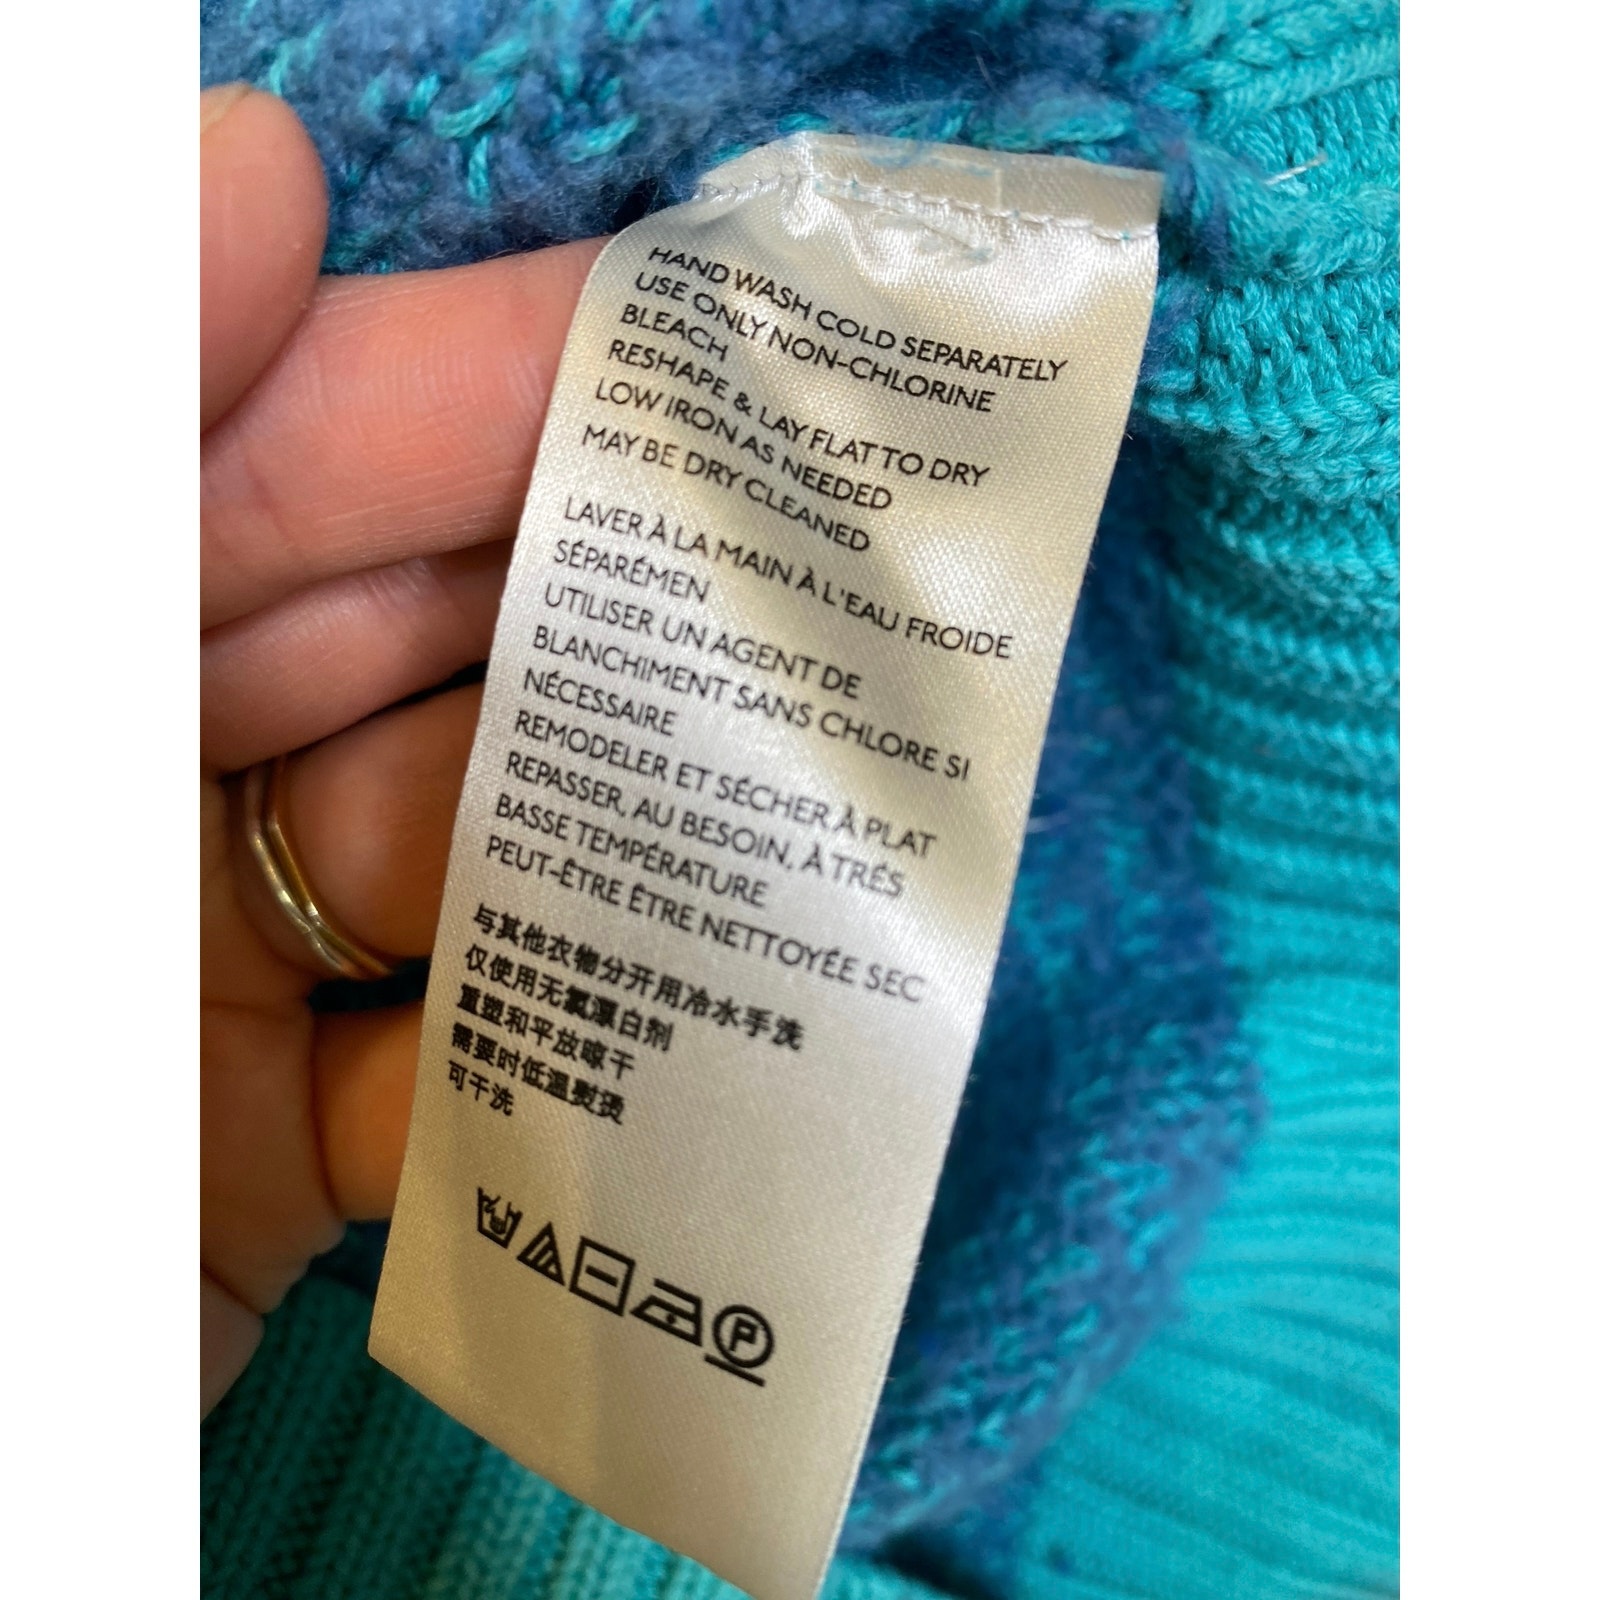 HAND WASH COLD SEPARATELY
USE ONLY NON-CHLORINE
BLEACH
RESHAPE & LAY FLAT TO DRY
LOW IRON AS NEEDED
MAY BE DRY CLEANED
LAVER À LA MAIN À L'EAU FROIDE
SÉPARÉMEN
UTILISER UN AGENT DE
BLANCHIMENT SANS CHLORE SI
NÉCESSAIRE
REMODELER ET SÉCHER À PLAT
REPASSER, AU BESOIN, À TRÉS
BASSE TEMPÉRATURE
PEUT-ÊTRE ÊTRE NETTOYÉE SEC
与其他衣物分开用冷水手洗
仅使用无氯漂白剂
重塑和平放晾干
需要时低温熨烫
可干洗
P